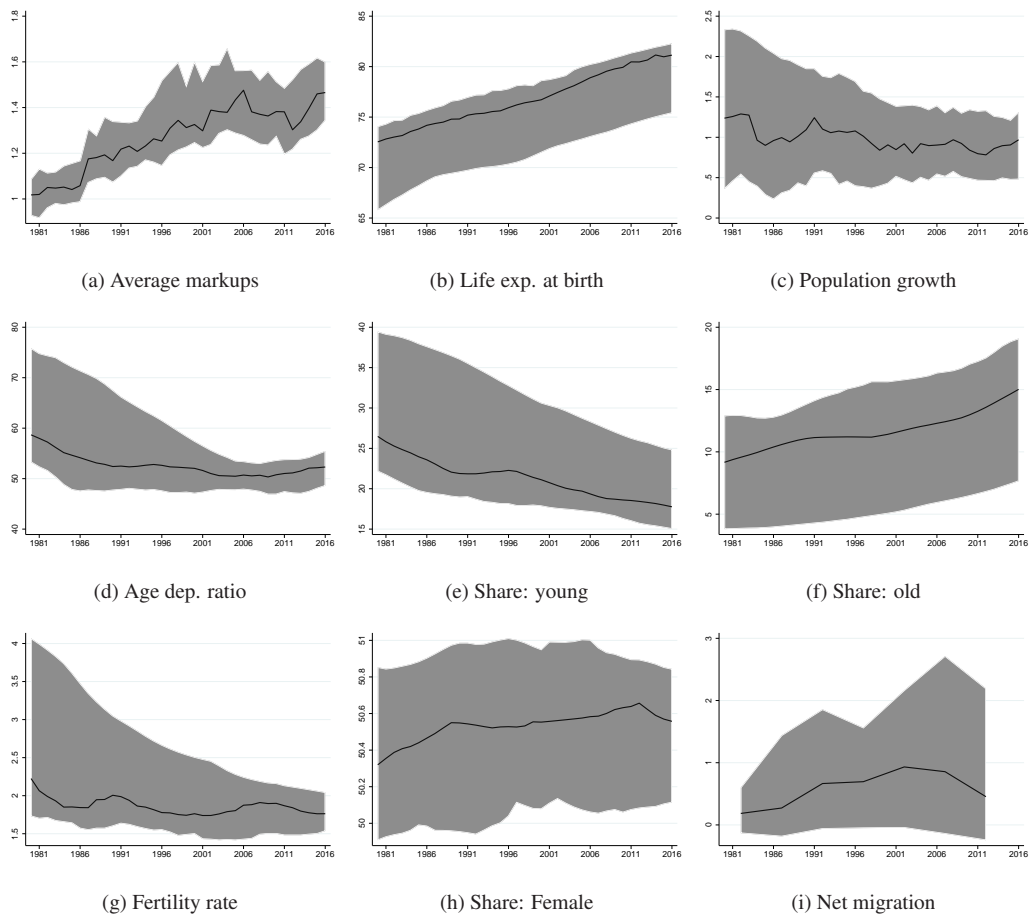 1 1.2 1.4 1.6 1.8
1981 1986 1991 1996 2001 2006 2011 2016
(a) Average markups
65 70 75 80 85
1981 1986 1991 1996 2001 2006 2011 2016
(b) Life exp. at birth
0 .5 1 1.5 2 2.5
1981 1986 1991 1996 2001 2006 2011 2016
(c) Population growth
40 50 60 70 80
1981 1986 1991 1996 2001 2006 2011 2016
(d) Age dep. ratio
15 20 25 30 35 40
1981 1986 1991 1996 2001 2006 2011 2016
(e) Share: young
5 10 15 20
1981 1986 1991 1996 2001 2006 2011 2016
(f) Share: old
1.5 2 2.5 3 3.5 4
1981 1986 1991 1996 2001 2006 2011 2016
(g) Fertility rate
50 50.2 50.4 50.6 50.8 51
1981 1986 1991 1996 2001 2006 2011 2016
(h) Share: Female
0 1 2 3
1981 1986 1991 1996 2001 2006 2011 2016
(i) Net migration